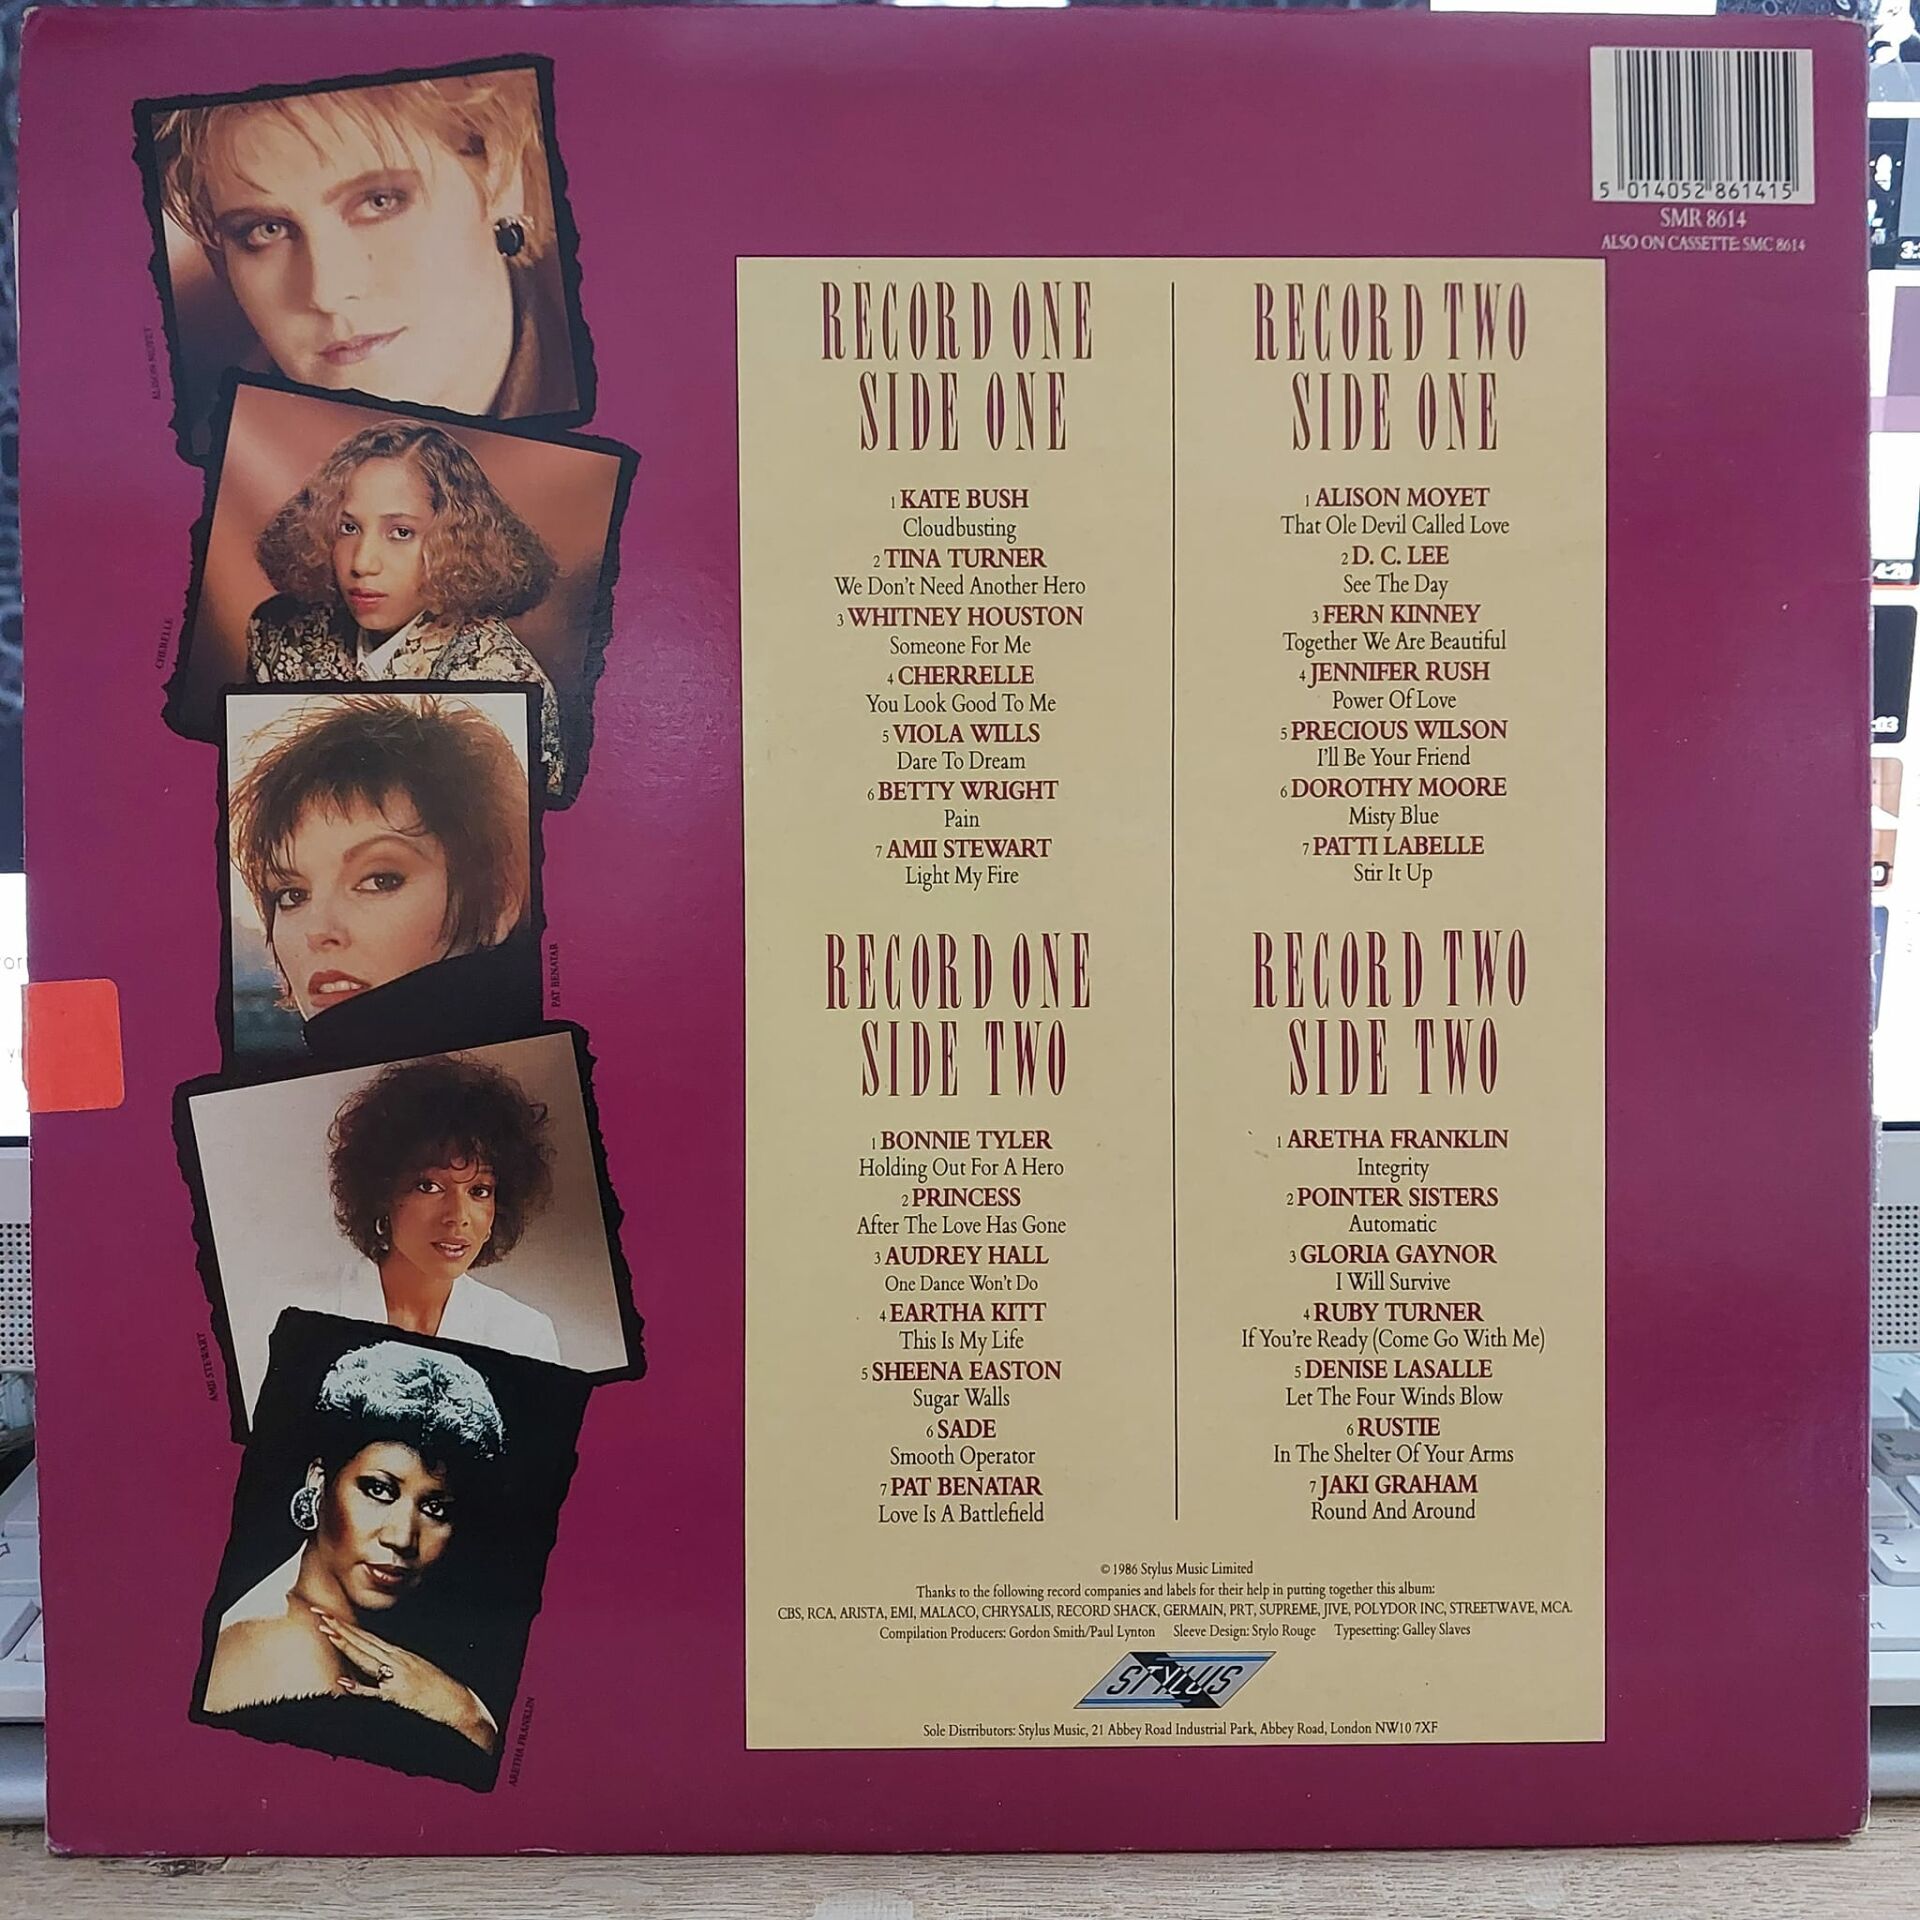 5 014052 861415
SMR 8614
ALSO ON CASSETTE: SMC 8614
ALISON MOYET
CHERELLE
PAT BENATAR
AMII STEWART
ARETHA FRANKLIN
RECORD ONE
SIDE ONE
1 KATE BUSH
Cloudbusting
2 TINA TURNER
We Don't Need Another Hero
3 WHITNEY HOUSTON
Someone For Me
4 CHERRELLE
You Look Good To Me
5 VIOLA WILLS
Dare To Dream
6 BETTY WRIGHT
Pain
7 AMII STEWART
Light My Fire
RECORD ONE
SIDE TWO
1 BONNIE TYLER
Holding Out For A Hero
2 PRINCESS
After The Love Has Gone
3 AUDREY HALL
One Dance Won't Do
4 EARTHA KITT
This Is My Life
5 SHEENA EASTON
Sugar Walls
6 SADE
Smooth Operator
7 PAT BENATAR
Love Is A Battlefield
RECORD TWO
SIDE ONE
1 ALISON MOYET
That Ole Devil Called Love
2 D. C. LEE
See The Day
3 FERN KINNEY
Together We Are Beautiful
4 JENNIFER RUSH
Power Of Love
5 PRECIOUS WILSON
I'll Be Your Friend
6 DOROTHY MOORE
Misty Blue
7 PATTI LABELLE
Stir It Up
RECORD TWO
SIDE TWO
1 ARETHA FRANKLIN
Integrity
2 POINTER SISTERS
Automatic
3 GLORIA GAYNOR
I Will Survive
4 RUBY TURNER
If You're Ready (Come Go With Me)
5 DENISE LASALLE
Let The Four Winds Blow
6 RUSTIE
In The Shelter Of Your Arms
7 JAKI GRAHAM
Round And Around
© 1986 Stylus Music Limited
Thanks to the following record companies and labels for their help in putting together this album:
CBS, RCA, ARISTA, EMI, MALACO, CHRYSALIS, RECORD SHACK, GERMAIN, PRT, SUPREME, JIVE, POLYDOR INC, STREETWAVE, MCA.
Compilation Producers: Gordon Smith/Paul Lynton Sleeve Design: Stylo Rouge Typesetting: Galley Slaves
STYLUS
Sole Distributors: Stylus Music, 21 Abbey Road Industrial Park, Abbey Road, London NW10 7XF
4:20